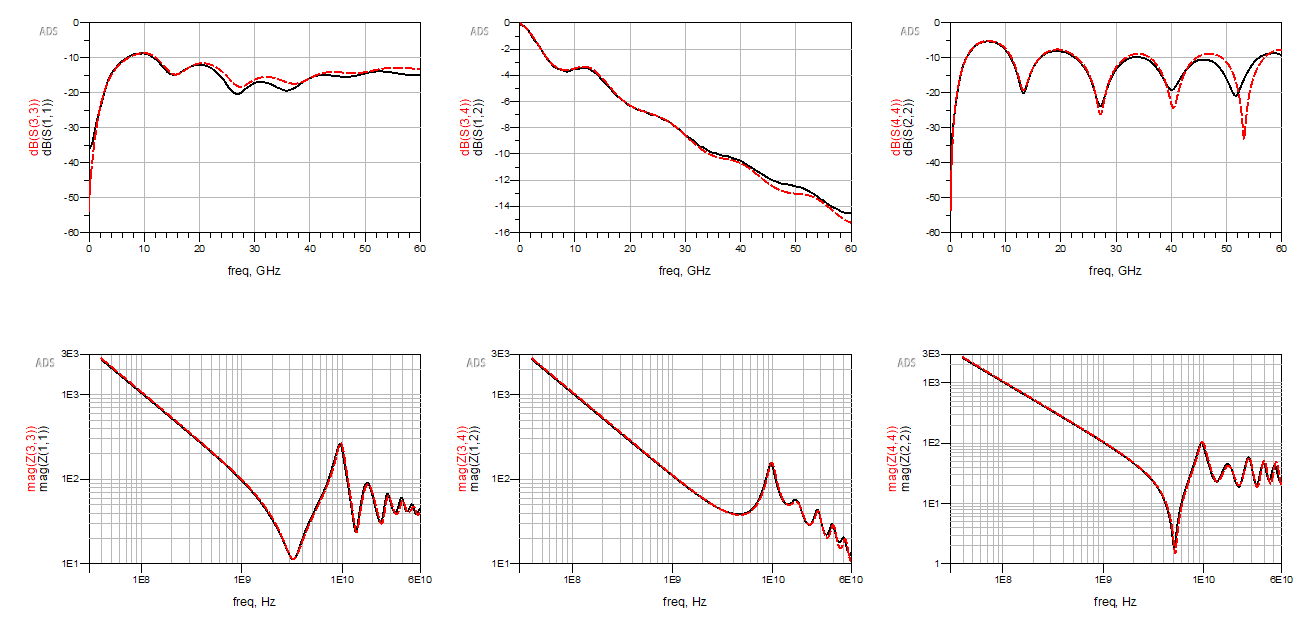 ADS
0
-10
-20
-30
-40
-50
-60
0 10 20 30 40 50 60
freq, GHz
dB(S(3,3))
dB(S(1,1))
ADS
0
-2
-4
-6
-8
-10
-12
-14
-16
0 10 20 30 40 50 60
freq, GHz
dB(S(3,4))
dB(S(1,2))
ADS
0
-10
-20
-30
-40
-50
-60
0 10 20 30 40 50 60
freq, GHz
dB(S(4,4))
dB(S(2,2))
ADS
3E3
1E3
1E2
1E1
1E8 1E9 1E10 6E10
freq, Hz
mag(Z(3,3))
mag(Z(1,1))
ADS
3E3
1E3
1E2
1E1
1E8 1E9 1E10 6E10
freq, Hz
mag(Z(3,4))
mag(Z(1,2))
ADS
3E3
1E3
1E2
1E1
1
1E8 1E9 1E10 6E10
freq, Hz
mag(Z(4,4))
mag(Z(2,2))